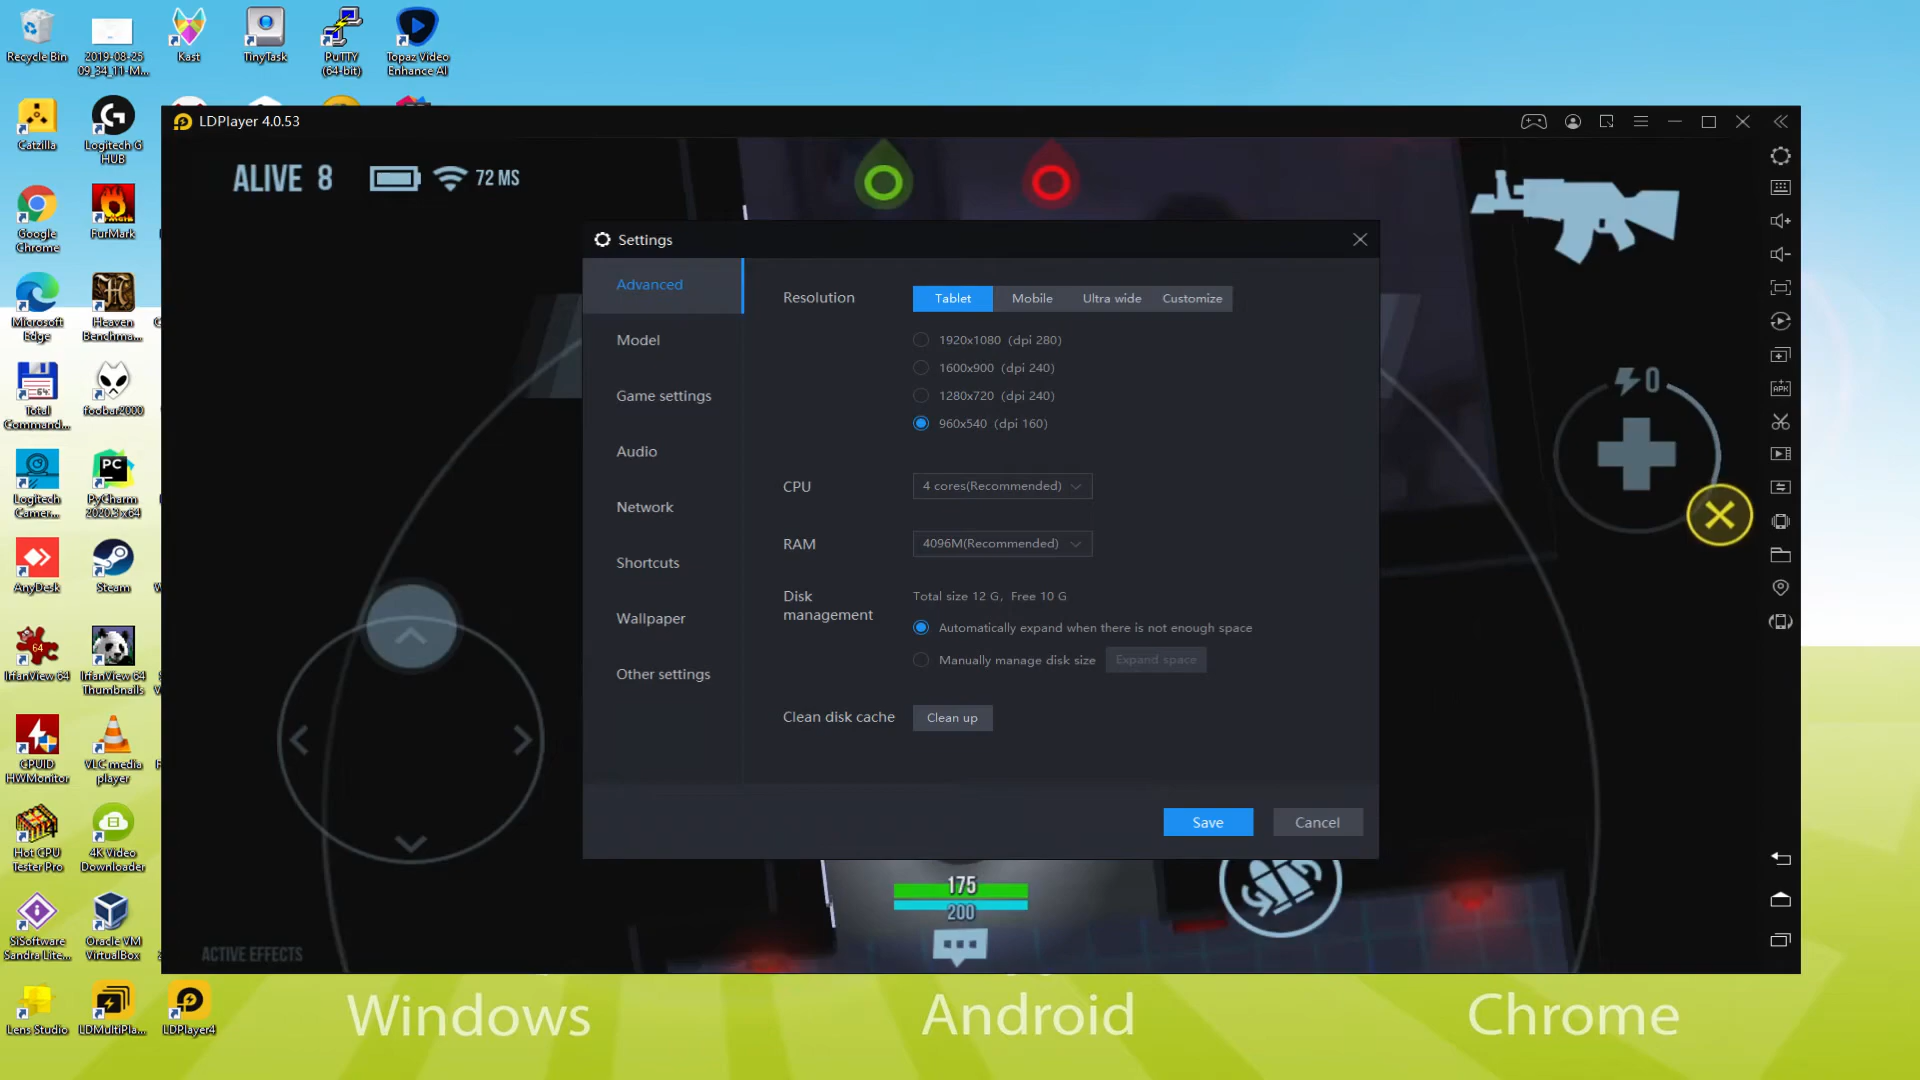 Recycle Bin
2019-08-25
09_34_11-M...
Kast
TinyTask
PuTTY
(64-bit)
Topaz Video
Enhance AI
Catzilla
Logitech G
HUB
Google
Chrome
FurMark
Microsoft
Edge
Heaven
Benchma...
Total
Command...
foobar2000
Logitech
Camer...
PyCharm
2020.3 x64
AnyDesk
Steam
IrfanView 64
IrfanView 64
Thumbnails
CPUID
HWMonitor
VLC media
player
Hot CPU
Tester Pro
4K Video
Downloader
SiSoftware
Sandra Lite...
Oracle VM
VirtualBox
Lens Studio
LDMultiPla...
LDPlayer4
LDPlayer 4.0.53
ALIVE 8
72 MS
Settings
Advanced
Model
Game settings
Audio
Network
Shortcuts
Wallpaper
Other settings
Resolution
Tablet
Mobile
Ultra wide
Customize
1920x1080 (dpi 280)
1600x900 (dpi 240)
1280x720 (dpi 240)
960x540 (dpi 160)
CPU
4 cores(Recommended)
RAM
4096M(Recommended)
Disk
management
Total size 12 G, Free 10 G
Automatically expand when there is not enough space
Manually manage disk size
Expand space
Clean disk cache
Clean up
Save
Cancel
0
APK
175
200
ACTIVE EFFECTS
Windows
Android
Chrome